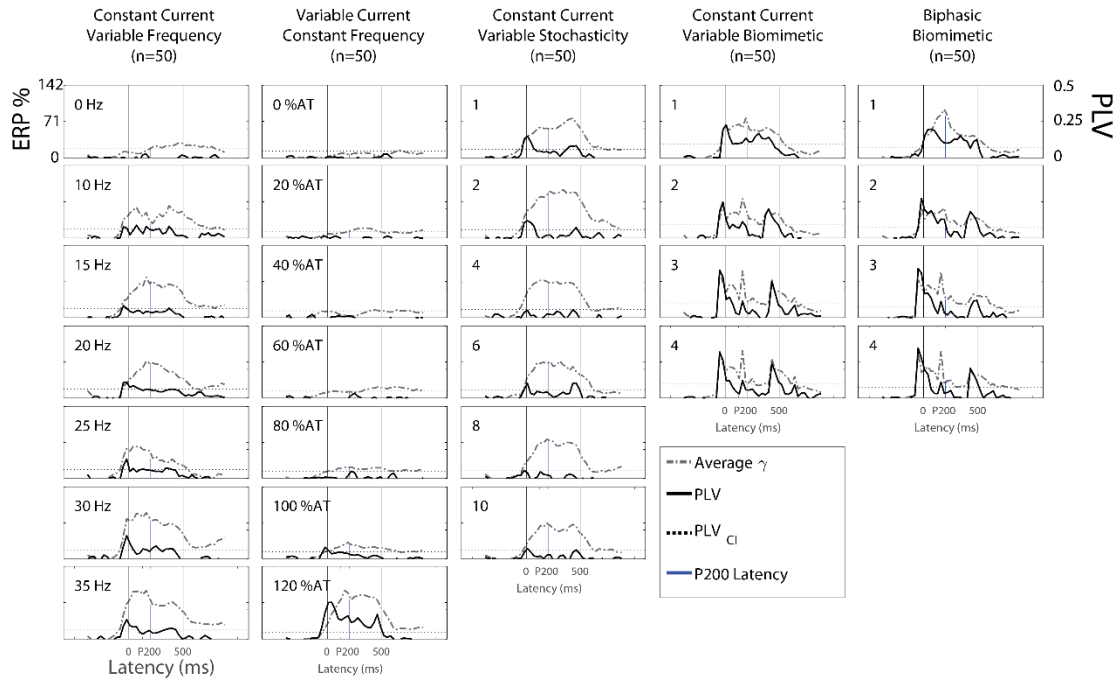 Constant Current
Variable Frequency
(n=50)
Variable Current
Constant Frequency
(n=50)
Constant Current
Variable Stochasticity
(n=50)
Constant Current
Variable Biomimetic
(n=50)
Biphasic
Biomimetic
(n=50)
ERP %
142
71
0
0 Hz
10 Hz
15 Hz
20 Hz
25 Hz
30 Hz
35 Hz
0 P200 500
Latency (ms)
0 %AT
20 %AT
40 %AT
60 %AT
80 %AT
100 %AT
120 %AT
0 P200 500
Latency (ms)
1
2
4
6
8
10
0 P200 500
Latency (ms)
1
2
3
4
0 P200 500
Latency (ms)
1
2
3
4
0 P200 500
Latency (ms)
0.5
0.25
0
PLV
Average γ
PLV
PLV CI
P200 Latency